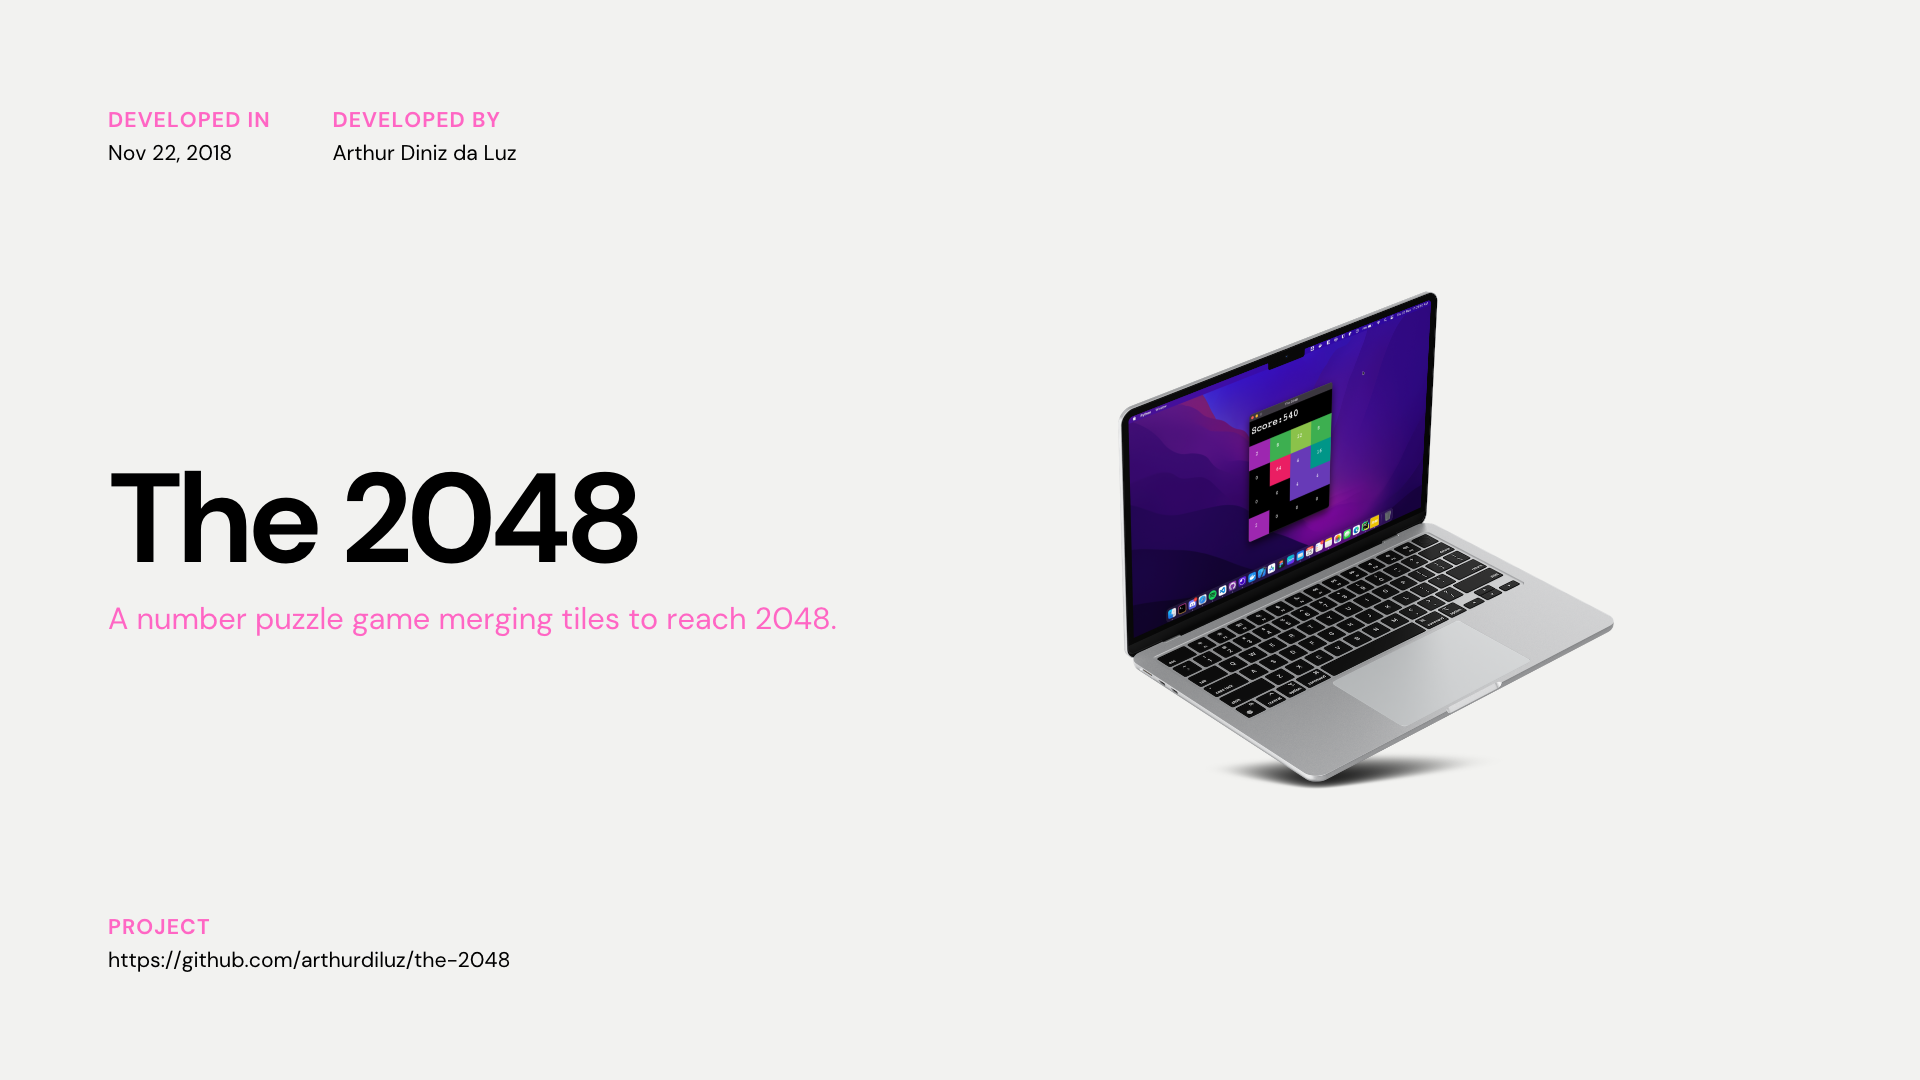 DEVELOPED IN
Nov 22, 2018
DEVELOPED BY
Arthur Diniz da Luz
The 2048
A number puzzle game merging tiles to reach 2048.
Score:540
PROJECT
https://github.com/arthurdiluz/the-2048